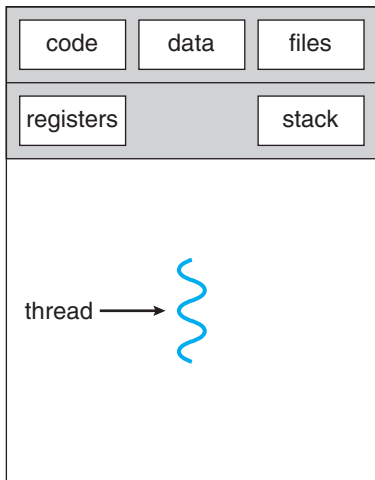 code data files
registers stack
thread